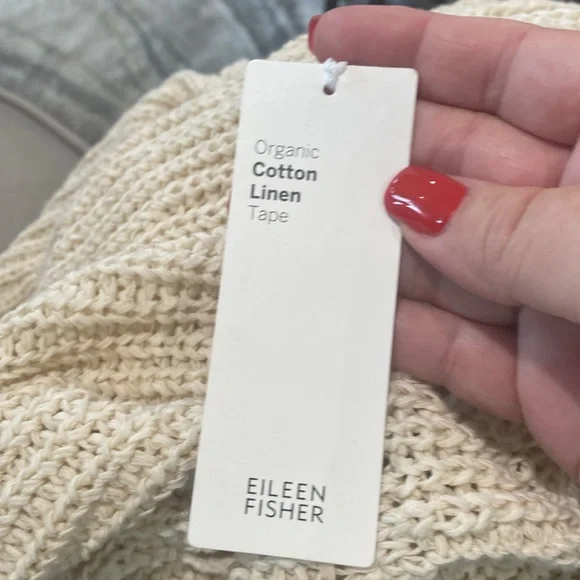 Organic
Cotton
Linen
Tape
EILEEN
FISHER